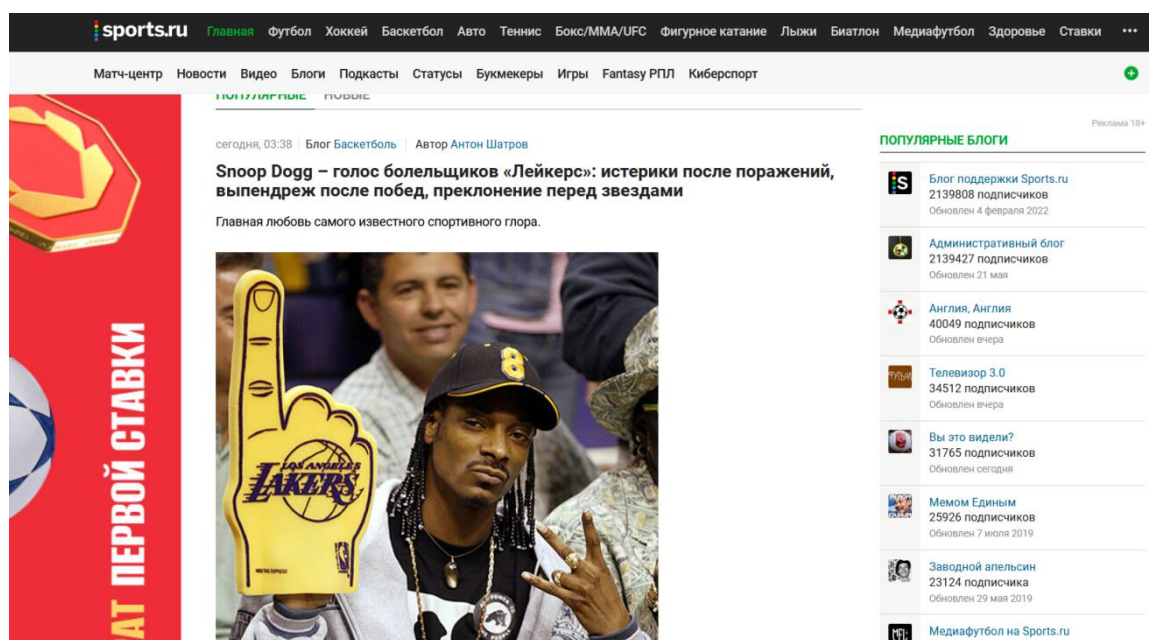 sports.ru Главная Футбол Хоккей Баскетбол Авто Теннис Бокс/MMA/UFC Фигурное катание Лыжи Биатлон Медиафутбол Здоровье Ставки
Матч-центр Новости Видео Блоги Подкасты Статусы Букмекеры Игры Fantasy РПЛ Киберспорт
ПОПУЛЯРНЫЕ НОВЫЕ
сегодня, 03:38 Блог Баскетболь Автор Антон Шатров
Snoop Dogg – голос болельщиков «Лейкерс»: истерики после поражений,
выпендреж после побед, преклонение перед звездами
Главная любовь самого известного спортивного глора.
8
LOS ANGELES
LAKERS
NBA
ПЕРВОЙ СТАВКИ
Реклама 18+
ПОПУЛЯРНЫЕ БЛОГИ
Блог поддержки Sports.ru
2139808 подписчиков
Обновлен 4 февраля 2022
Административный блог
2139427 подписчиков
Обновлен 21 мая
Англия, Англия
40049 подписчиков
Обновлен вчера
Телевизор 3.0
34512 подписчиков
Обновлен вчера
Вы это видели?
31765 подписчиков
Обновлен сегодня
Мемом Единым
25926 подписчиков
Обновлен 7 июля 2019
Заводной апельсин
23124 подписчика
Обновлен 29 мая 2019
MFL
Медиафутбол на Sports.ru